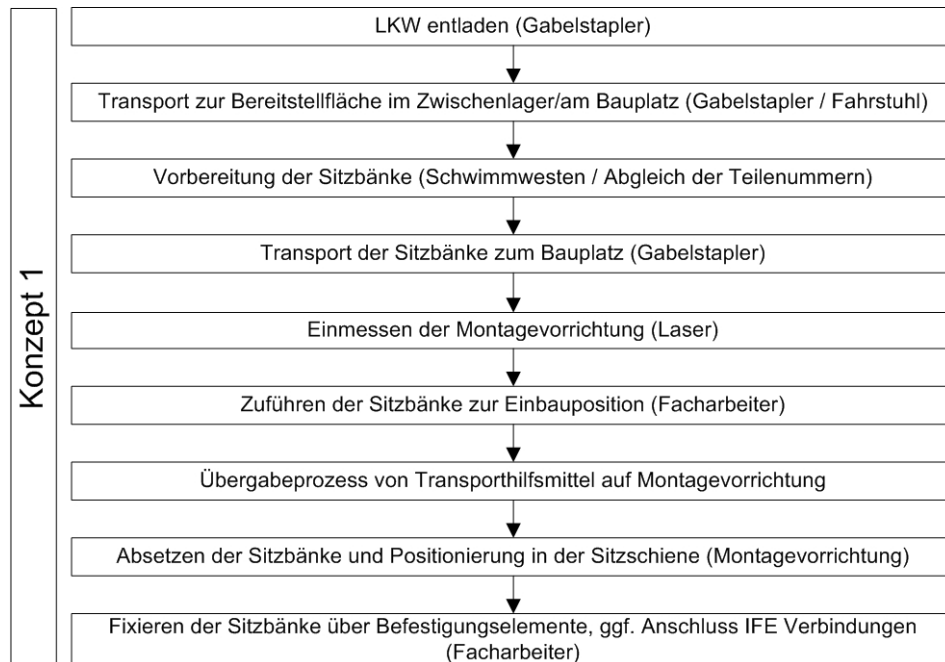 Konzept 1
LKW entladen (Gabelstapler)
Transport zur Bereitstellfläche im Zwischenlager/am Bauplatz (Gabelstapler / Fahrstuhl)
Vorbereitung der Sitzbänke (Schwimmwesten / Abgleich der Teilenummern)
Transport der Sitzbänke zum Bauplatz (Gabelstapler)
Einmessen der Montagevorrichtung (Laser)
Zuführen der Sitzbänke zur Einbauposition (Facharbeiter)
Übergabeprozess von Transporthilfsmittel auf Montagevorrichtung
Absetzen der Sitzbänke und Positionierung in der Sitzschiene (Montagevorrichtung)
Fixieren der Sitzbänke über Befestigungselemente, ggf. Anschluss IFE Verbindungen
(Facharbeiter)